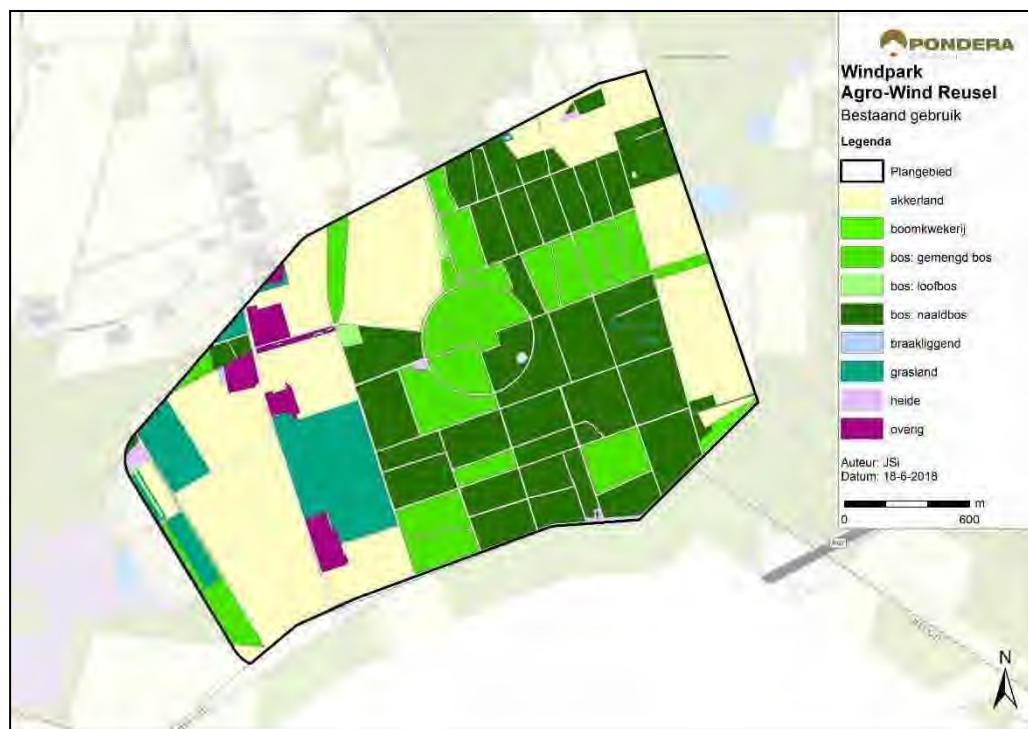 PONDERA
Windpark
Agro-Wind Reusel
Bestaand gebruik
Legenda
Plangebied
akkerland
boomkwekerij
bos: gemengd bos
bos: loofbos
bos: naaldbos
braakliggend
grasland
heide
overig
Auteur: JSi
Datum: 18-6-2018
m
0 600
N